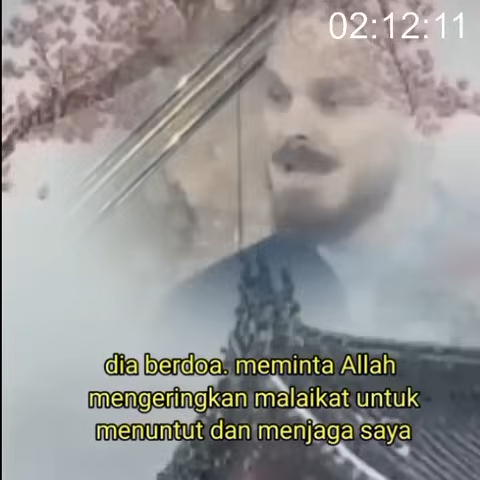 02:12:11
dia berdoa. meminta Allah
mengeringkan malaikat untuk
menuntut dan menjaga saya